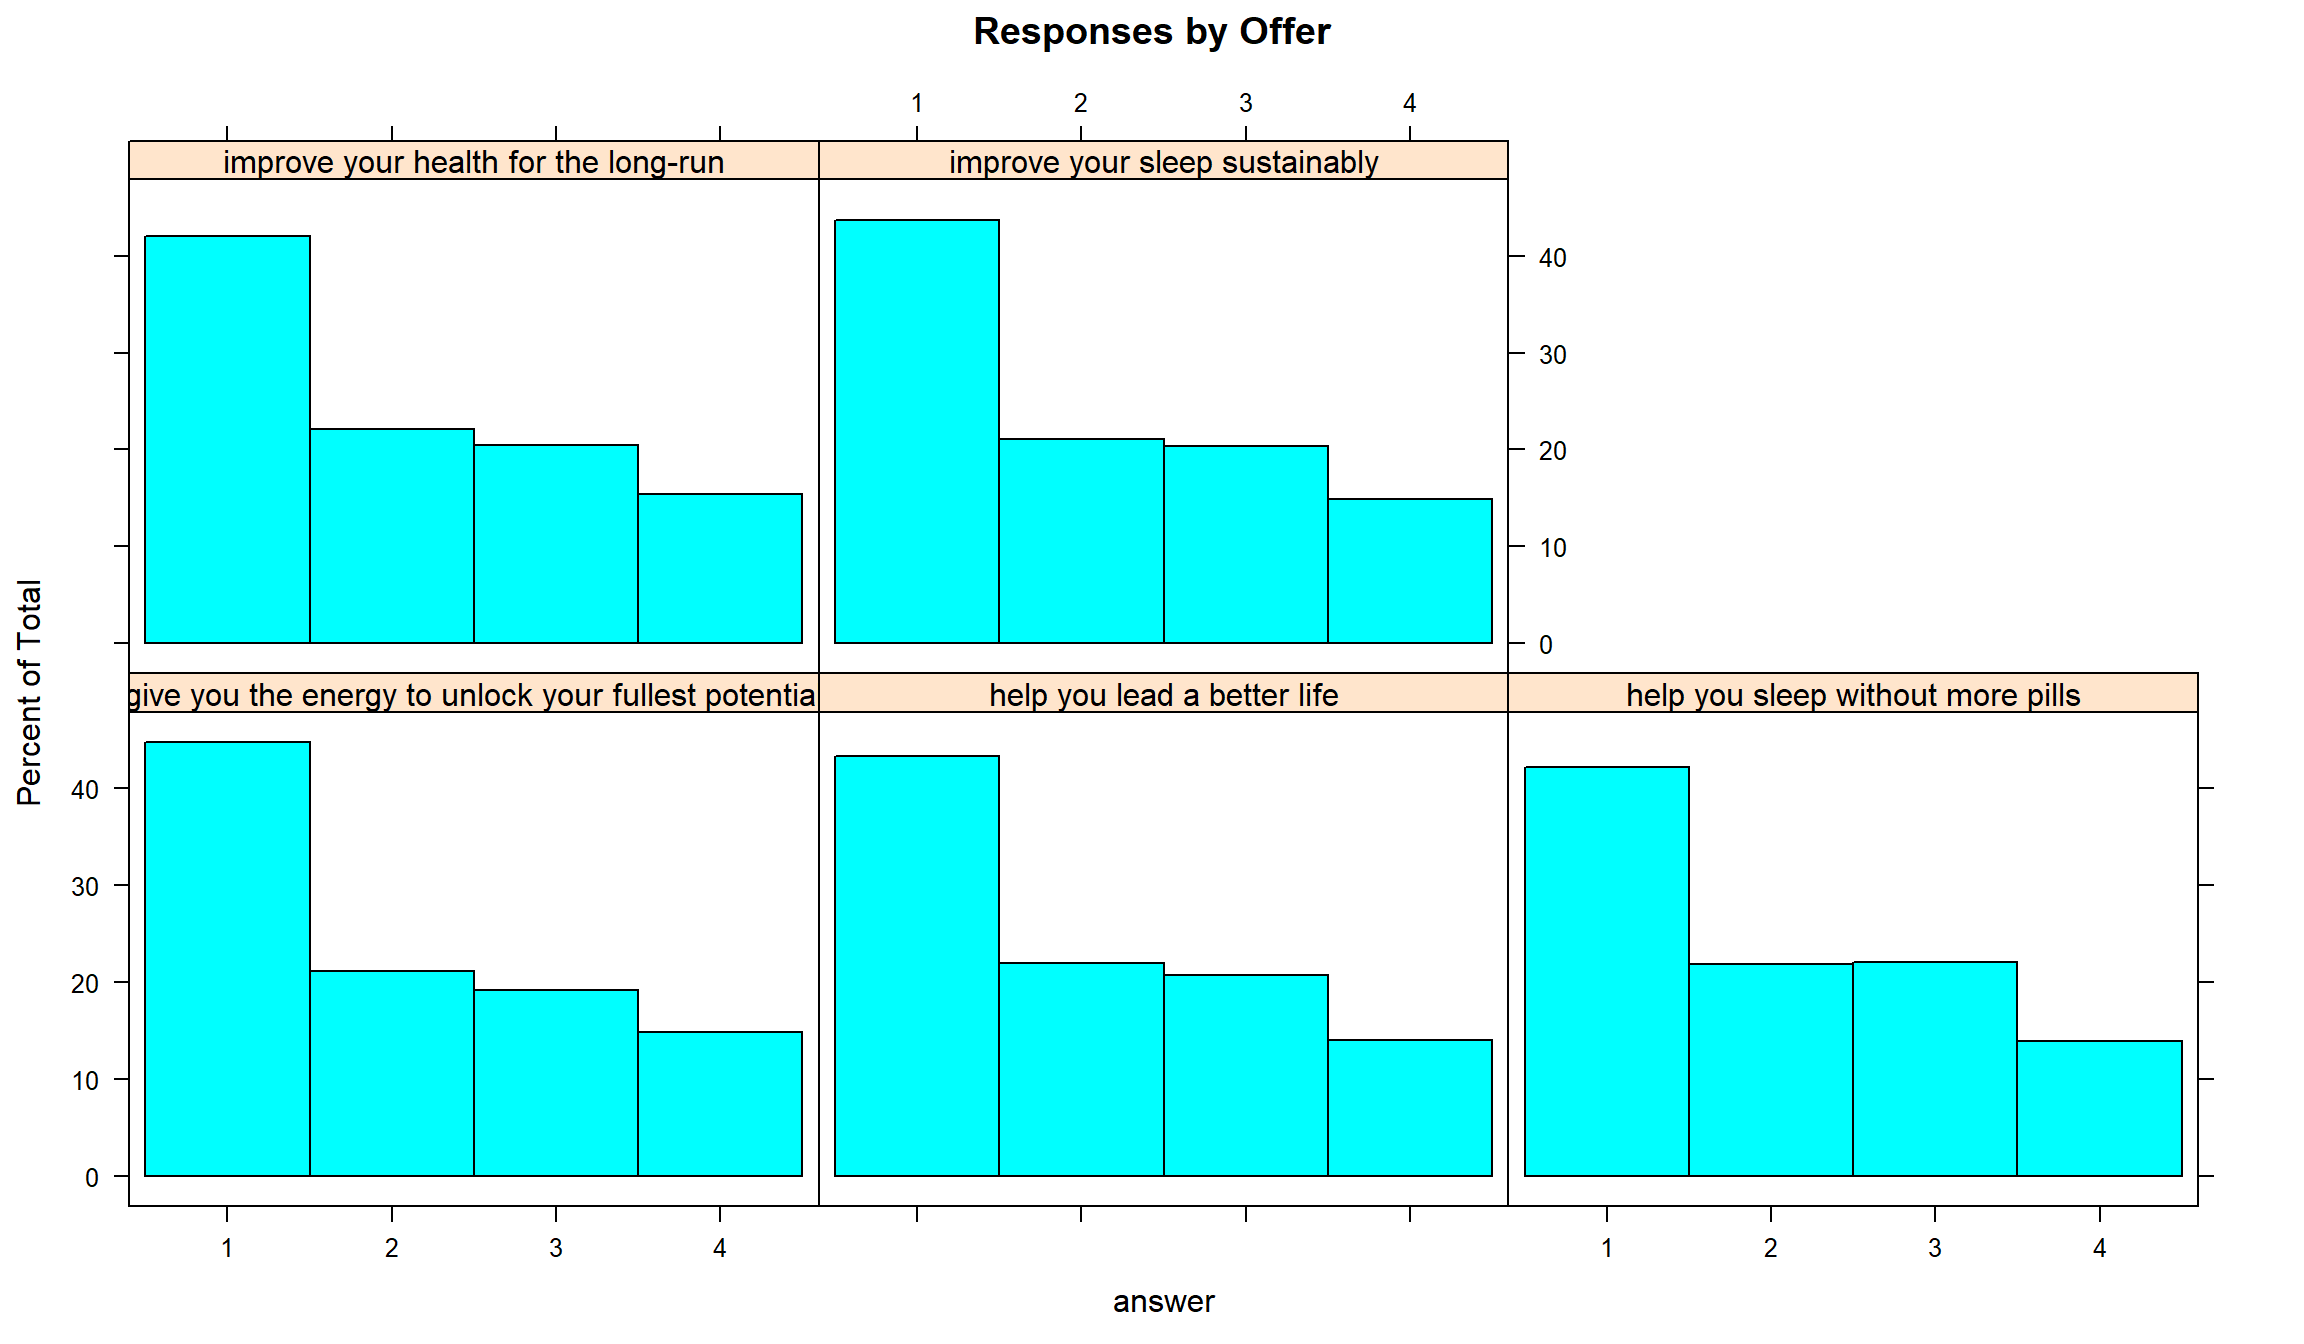 Responses by Offer
1 2 3 4
improve your health for the long-run
improve your sleep sustainably
40
30
20
10
0
Percent of Total
give you the energy to unlock your fullest potentia
help you lead a better life
help you sleep without more pills
40
30
20
10
0
1 2 3 4
1 2 3 4
answer